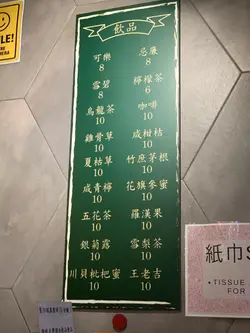 飲品
可樂 忌廉
8 8
雪碧 檸檬茶
8 6
烏龍茶 咖啡
10 10
雞骨草 咸柑桔
10 10
夏枯草 竹庶茅根
10 10
咸青檸 花旗參蜜
10 10
五花茶 羅漢果
10 10
銀菊露 雪梨茶
10 10
川貝枇杷蜜 王老吉
10 10
LE!
紙巾S
• TISSUE
FOR